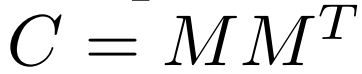 C = MM^T